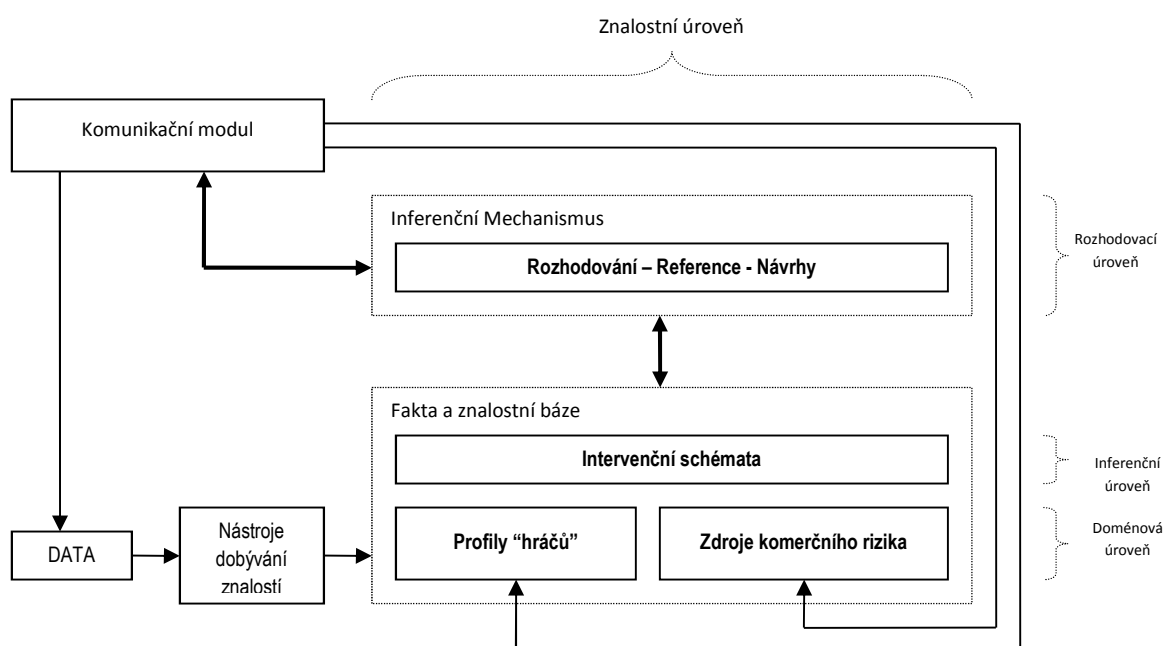 Znalostní úroveň
Komunikační modul
Inferenční Mechanismus
Rozhodování – Reference - Návrhy
Rozhodovací
úroveň
Fakta a znalostní báze
Intervenční schémata
Inferenční
úroveň
DATA
Nástroje
dobývání
znalostí
Profily “hráčů”
Zdroje komerčního rizika
Doménová
úroveň